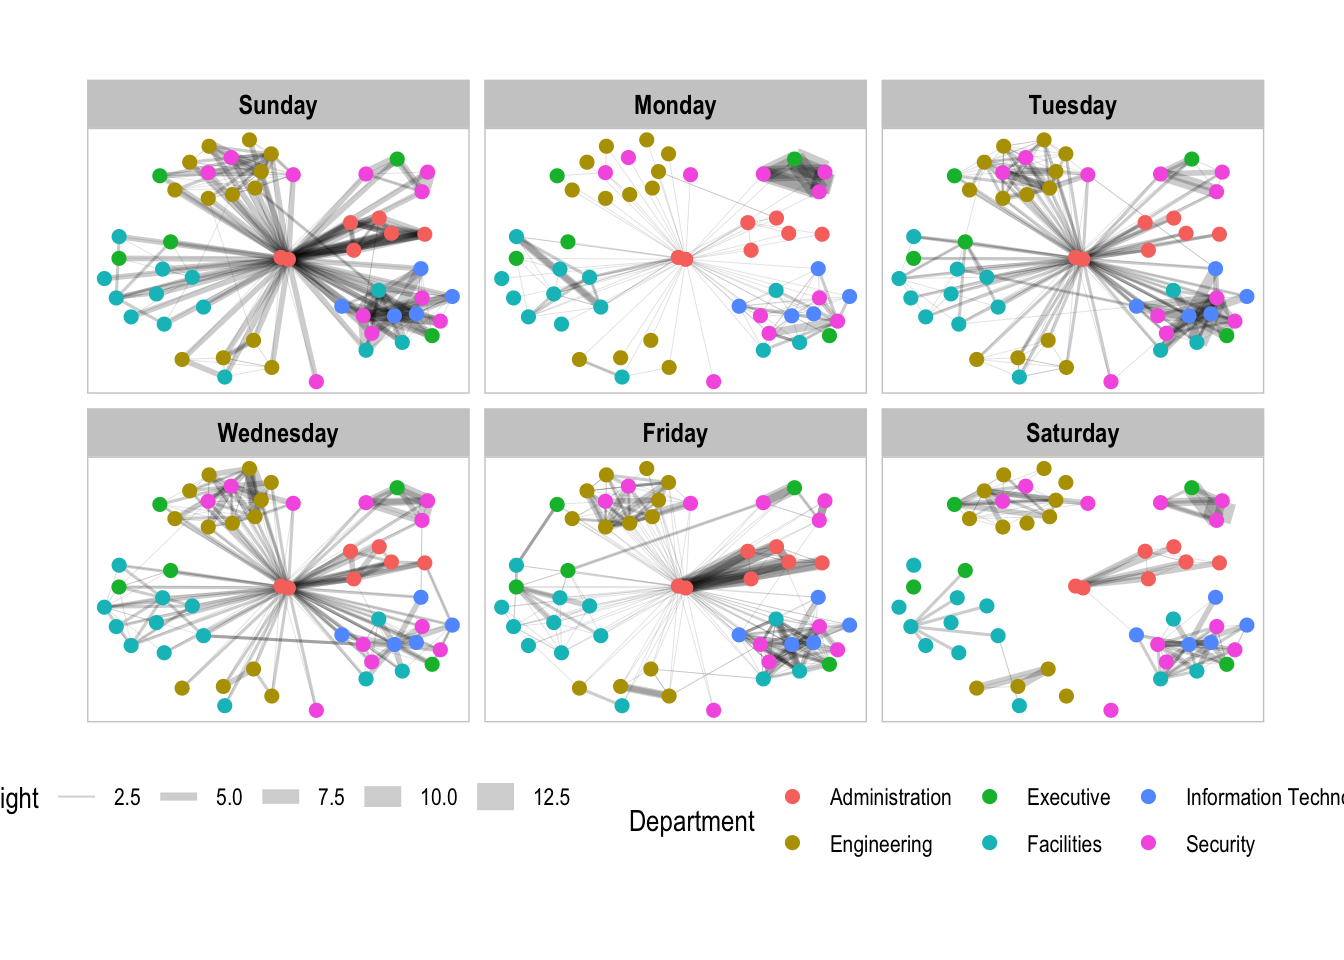 Sunday
Monday
Tuesday
Wednesday
Friday
Saturday
ight 2.5 5.0 7.5 10.0 12.5
Department
Administration Executive Information Techno
Engineering Facilities Security